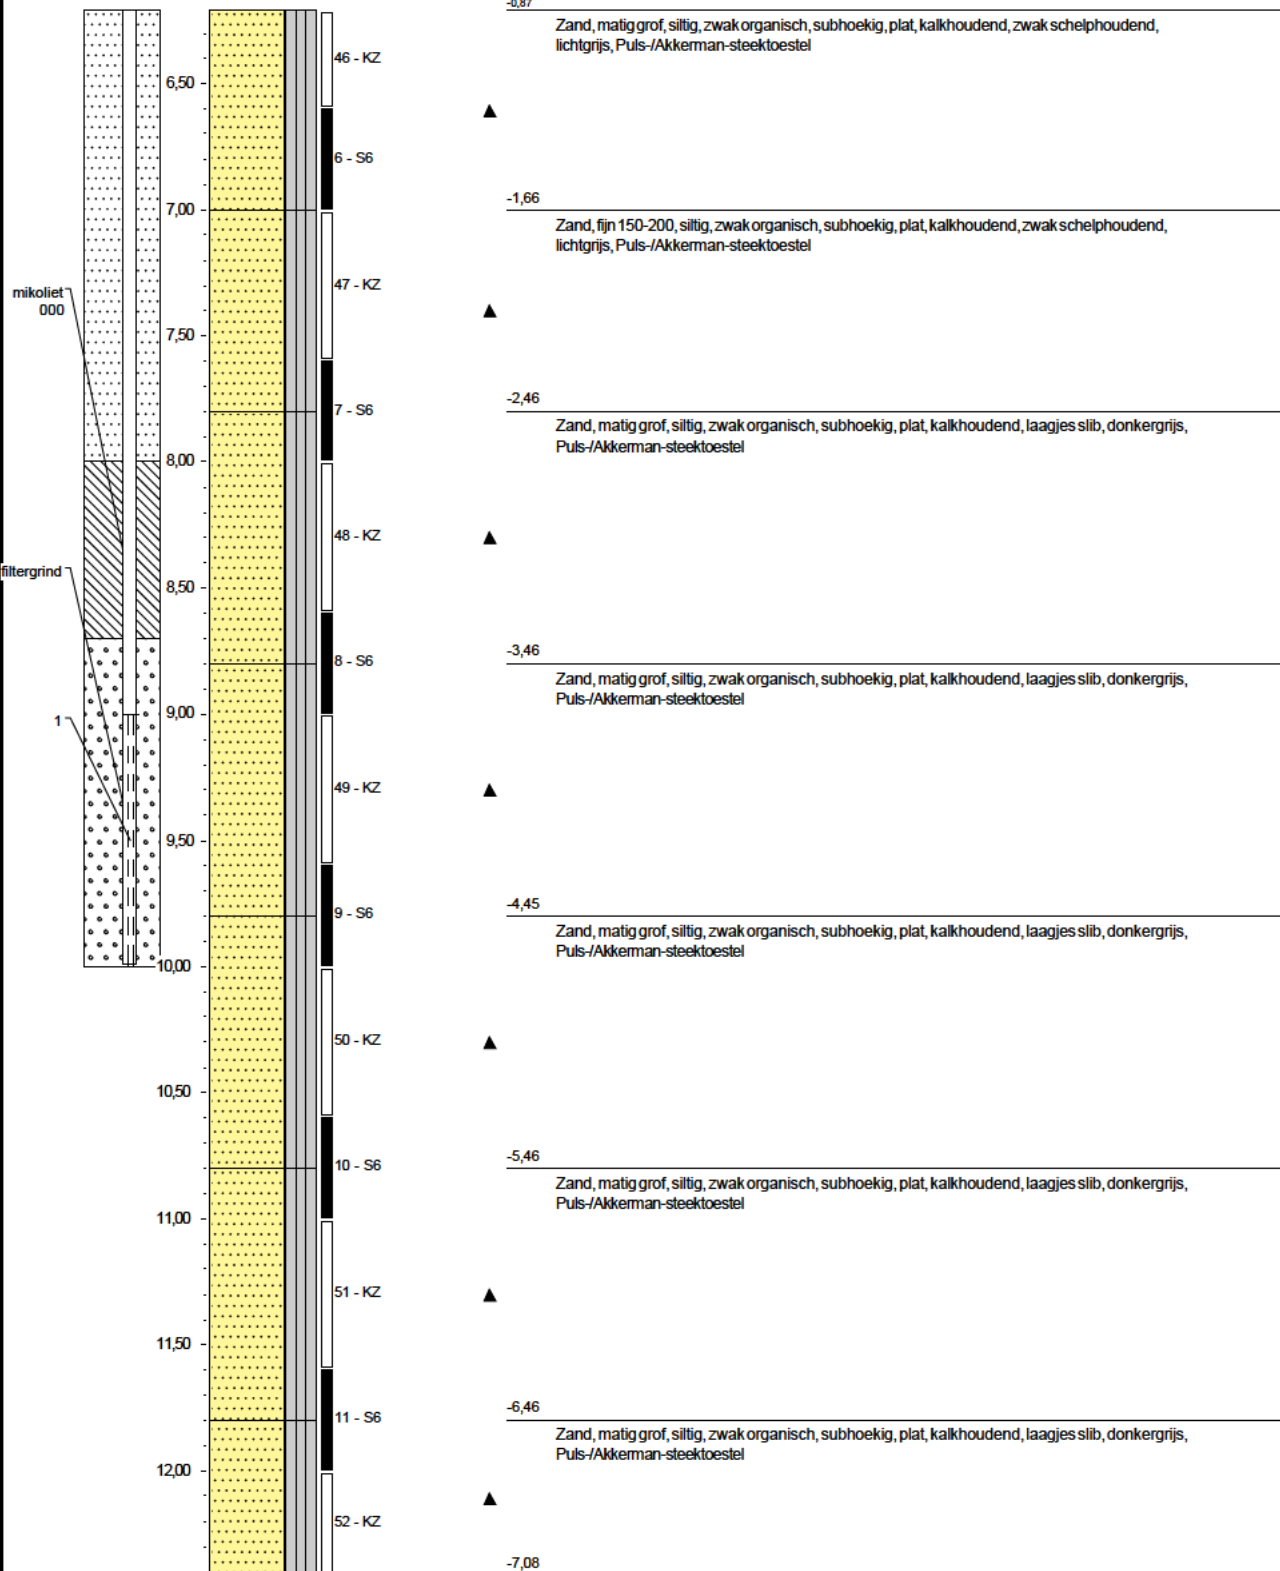 -0,87
Zand, matig grof, siltig, zwak organisch, subhoekig, plat, kalkhoudend, zwak schelphoudend,
lichtgrijs, Puls-/Akkerman-steektoestel
46 - KZ
6,50
6 - S6
-1,66
7,00
Zand, fijn 150-200, siltig, zwak organisch, subhoekig, plat, kalkhoudend, zwak schelphoudend,
lichtgrijs, Puls-/Akkerman-steektoestel
47 - KZ
mikoliet
000
7,50
-2,46
7 - S6
Zand, matig grof, siltig, zwak organisch, subhoekig, plat, kalkhoudend, laagjes slib, donkergrijs,
Puls-/Akkerman-steektoestel
8,00
48 - KZ
filtergrind
8,50
-3,46
8 - S6
Zand, matig grof, siltig, zwak organisch, subhoekig, plat, kalkhoudend, laagjes slib, donkergrijs,
Puls-/Akkerman-steektoestel
9,00
1
49 - KZ
9,50
-4,45
9 - S6
Zand, matig grof, siltig, zwak organisch, subhoekig, plat, kalkhoudend, laagjes slib, donkergrijs,
Puls-/Akkerman-steektoestel
10,00
50 - KZ
10,50
-5,46
10 - S6
Zand, matig grof, siltig, zwak organisch, subhoekig, plat, kalkhoudend, laagjes slib, donkergrijs,
Puls-/Akkerman-steektoestel
11,00
51 - KZ
11,50
-6,46
11 - S6
Zand, matig grof, siltig, zwak organisch, subhoekig, plat, kalkhoudend, laagjes slib, donkergrijs,
Puls-/Akkerman-steektoestel
12,00
52 - KZ
-7,08